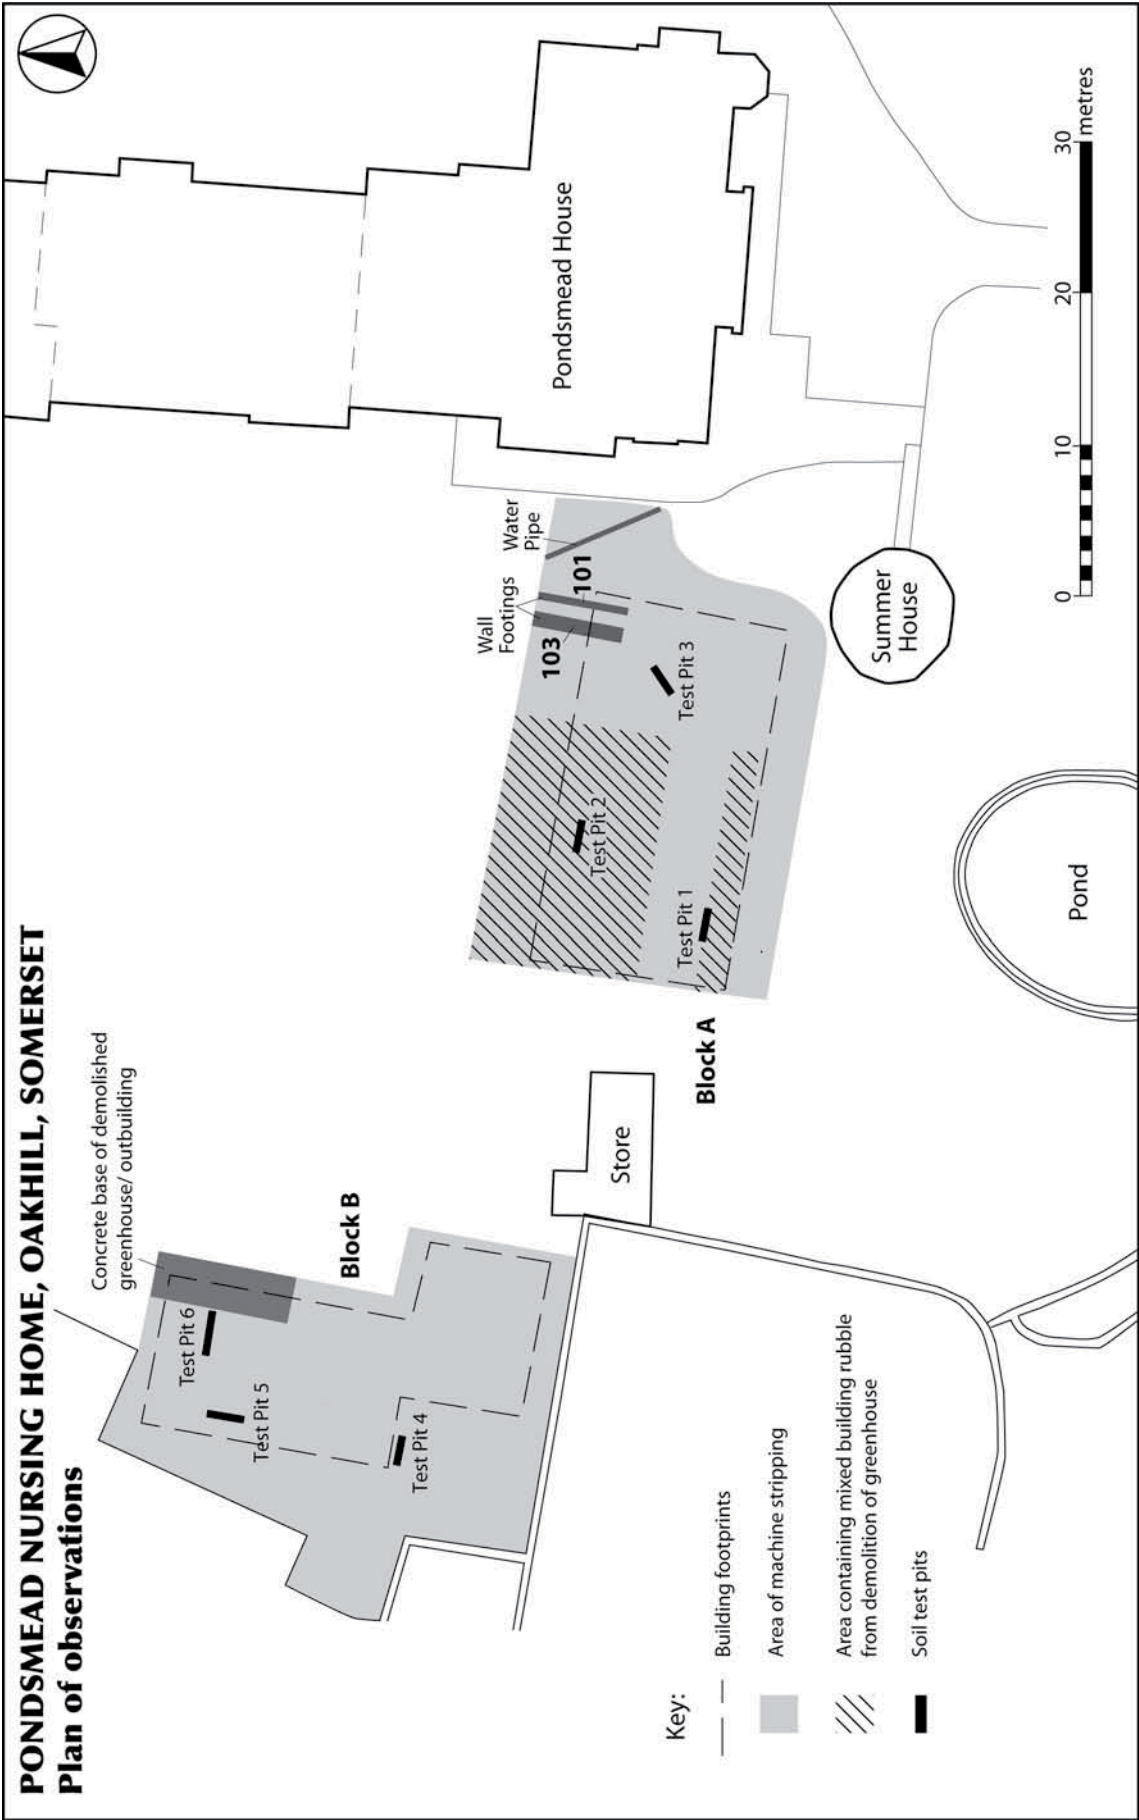 PONDSMEAD NURSING HOME, OAKHILL, SOMERSET
Plan of observations
Concrete base of demolished
greenhouse/ outbuilding
Test Pit 6
Test Pit 5
Test Pit 4
Block B
Store
Block A
Test Pit 1
Test Pit 2
Test Pit 3
Wall
Footings
103
101
Water
Pipe
Pondsmead House
Summer
House
Pond
Key:
Building footprints
Area of machine stripping
Area containing mixed building rubble
from demolition of greenhouse
Soil test pits
0 10 20 30
metres